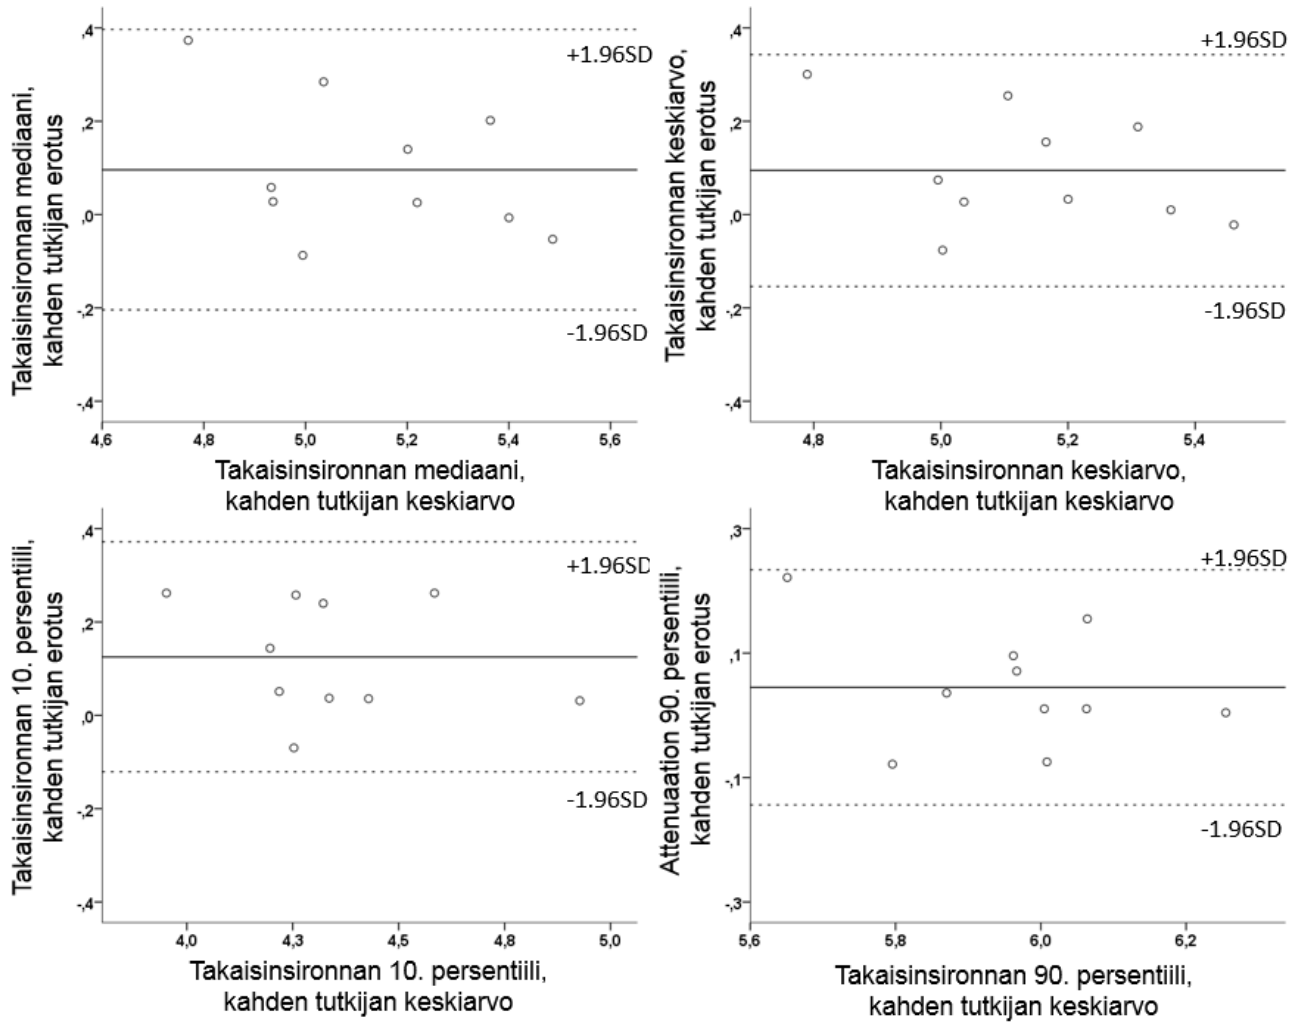 Takaisinsironnan mediaani,
kahden tutkijan erotus
,4
,2
,0
-,2
-,4
+1.96SD
-1.96SD
4,6 4,8 5,0 5,2 5,4 5,6
Takaisinsironnan mediaani,
kahden tutkijan keskiarvo
Takaisinsironnan keskiarvo,
kahden tutkijan erotus
,4
,2
,0
-,2
-,4
+1.96SD
-1.96SD
4,8 5,0 5,2 5,4
Takaisinsironnan keskiarvo,
kahden tutkijan keskiarvo
Takaisinsironnan 10. persentiili,
kahden tutkijan erotus
,4
,2
,0
-,2
-,4
+1.96SD
-1.96SD
4,0 4,3 4,5 4,8 5,0
Takaisinsironnan 10. persentiili,
kahden tutkijan keskiarvo
Attenuaation 90. persentiili,
kahden tutkijan erotus
,3
,1
-,1
-,3
+1.96SD
-1.96SD
5,6 5,8 6,0 6,2
Takaisinsironnan 90. persentiili,
kahden tutkijan keskiarvo